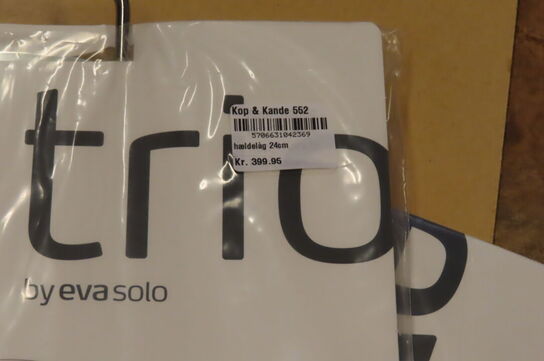 trio
by eva solo
Kop & Kande 552
5706631042369
hældelåg 24cm
Kr. 399.95